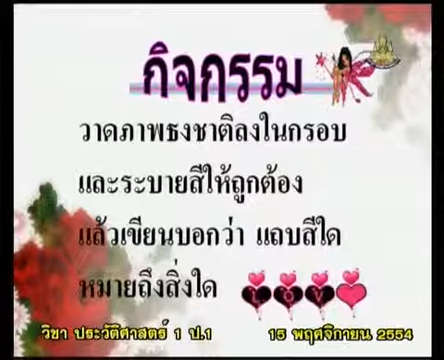 กิจกรรม
วาดภาพธงชาติลงในกรอบ
และระบายสีให้ถูกต้อง
แล้วเขียนบอกว่า แถบสีใด
หมายถึงสิ่งใด LOV
วิชา ประวัติศาสตร์ 1 ป.1 15 พฤศจิกายน 2554